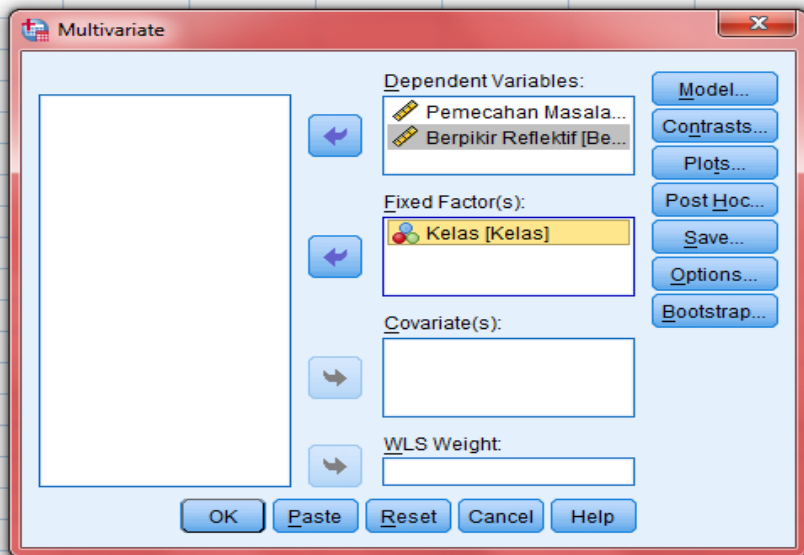 Multivariate
Dependent Variables:
Pemecahan Masala...
Berpikir Reflektif [Be...
Fixed Factor(s):
Kelas [Kelas]
Covariate(s):
WLS Weight:
Model...
Contrasts...
Plots...
Post Hoc...
Save...
Options...
Bootstrap...
OK Paste Reset Cancel Help